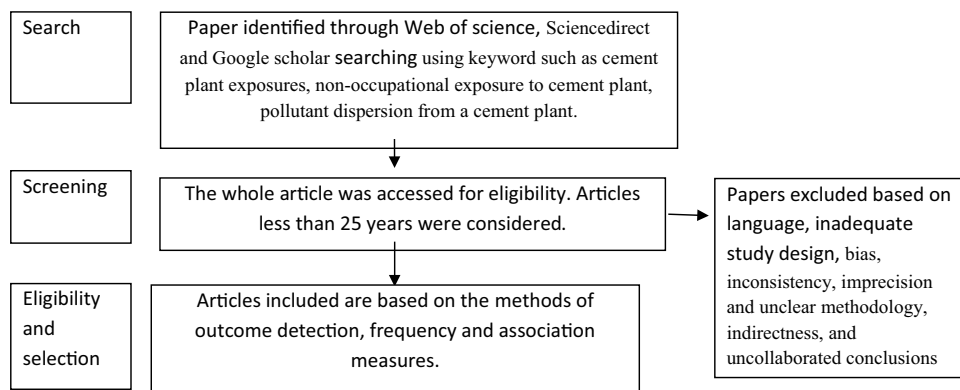 Search
Paper identified through Web of science, Sciencedirect
and Google scholar searching using keyword such as cement
plant exposures, non-occupational exposure to cement plant,
pollutant dispersion from a cement plant.
Screening
The whole article was accessed for eligibility. Articles
less than 25 years were considered.
Papers excluded based on
language, inadequate
study design, bias,
inconsistency, imprecision
and unclear methodology,
indirectness, and
uncollaborated conclusions
Eligibility
and
selection
Articles included are based on the methods of
outcome detection, frequency and association
measures.